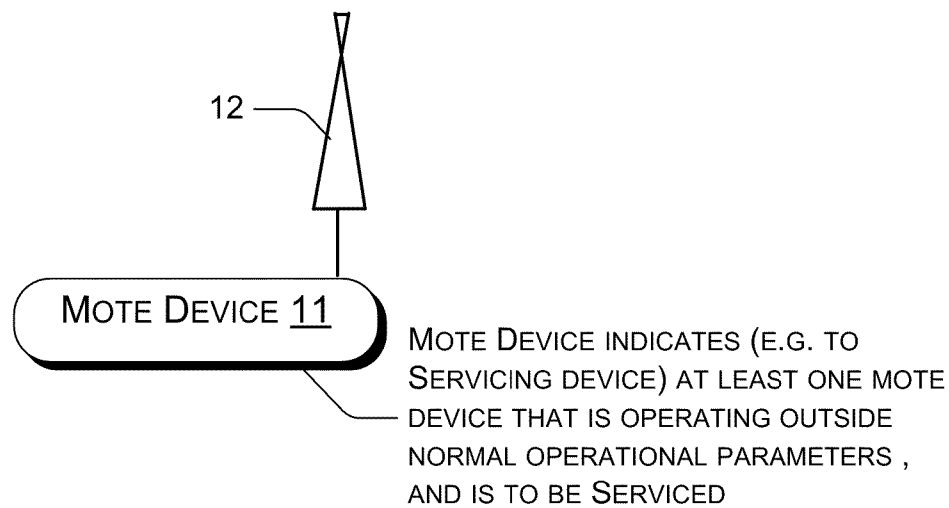 12
MOTE DEVICE 11
MOTE DEVICE INDICATES (E.G. TO
SERVICING DEVICE) AT LEAST ONE MOTE
DEVICE THAT IS OPERATING OUTSIDE
NORMAL OPERATIONAL PARAMETERS ,
AND IS TO BE SERVICED